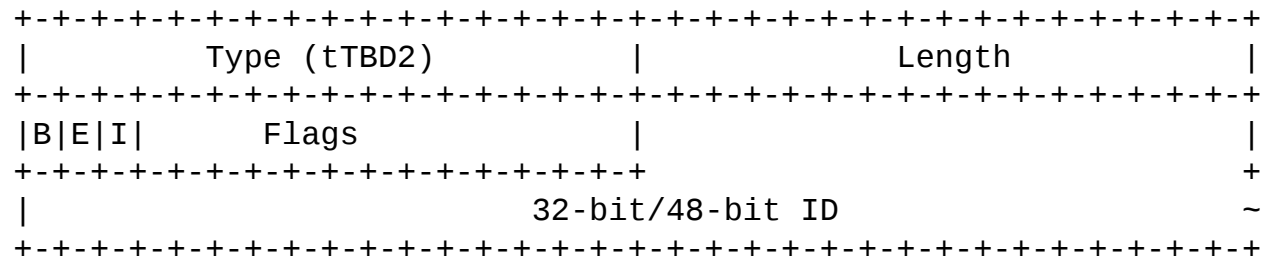 +-+-+-+-+-+-+-+-+-+-+-+-+-+-+-+-+-+-+-+-+-+-+-+-+-+-+-+-+-+-+-+-+
|          Type (tTBD2)         |             Length            |
+-+-+-+-+-+-+-+-+-+-+-+-+-+-+-+-+-+-+-+-+-+-+-+-+-+-+-+-+-+-+-+-+
|B|E|I|      Flags              |                               |
+-+-+-+-+-+-+-+-+-+-+-+-+-+-+-+-+                               +
|                          32-bit/48-bit ID                     ~
+-+-+-+-+-+-+-+-+-+-+-+-+-+-+-+-+-+-+-+-+-+-+-+-+-+-+-+-+-+-+-+-+